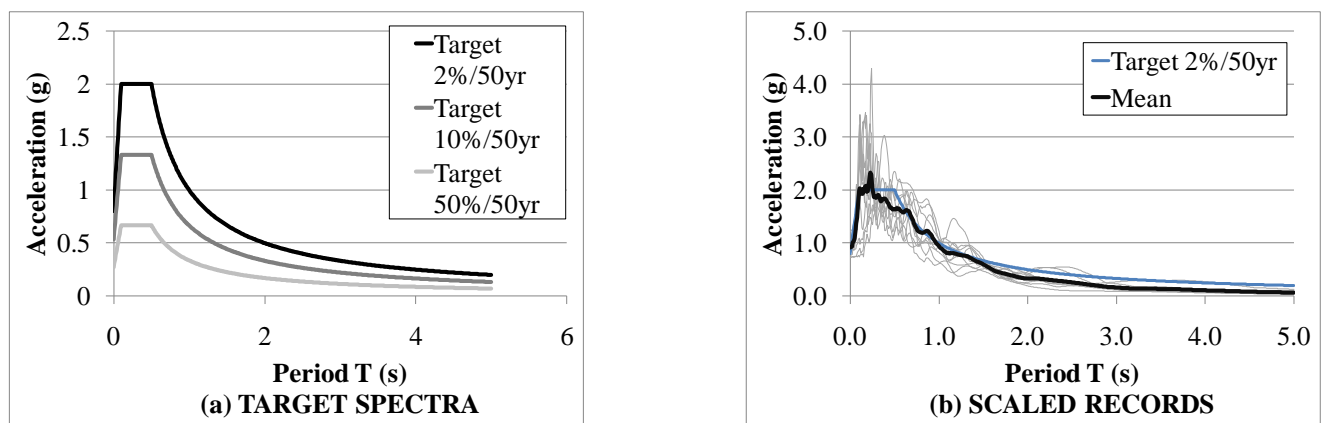 2.5
2
1.5
1
0.5
0
0
2
4
6
Acceleration (g)
Period T (s)
Target
2%/50yr
Target
10%/50yr
Target
50%/50yr
(a) TARGET SPECTRA
5.0
4.0
3.0
2.0
1.0
0.0
0.0
1.0
2.0
3.0
4.0
5.0
Acceleration (g)
Period T (s)
Target 2%/50yr
Mean
(b) SCALED RECORDS